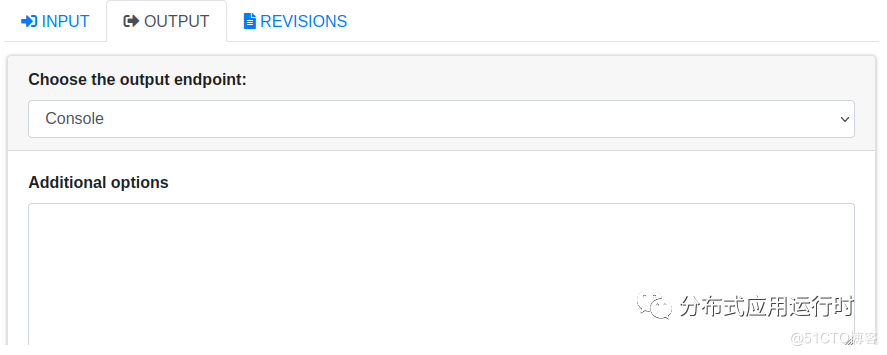 INPUT OUTPUT REVISIONS
Choose the output endpoint:
Console
Additional options
分布式应用运行时
@51CTO博客